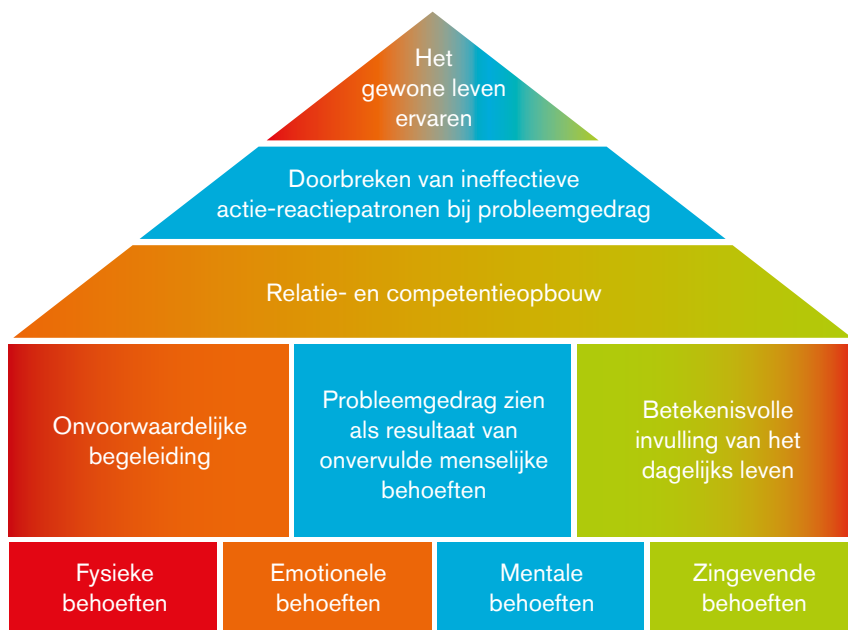 Het
gewone leven
ervaren
Doorbreken van ineffectieve
actie-reactiepatronen bij probleemgedrag
Relatie- en competentieopbouw
Onvoorwaardelijke
begeleiding
Probleemgedrag zien
als resultaat van
onvervulde menselijke
behoeften
Betekenisvolle
invulling van het
dagelijks leven
Fysieke
behoeften
Emotionele
behoeften
Mentale
behoeften
Zingevende
behoeften